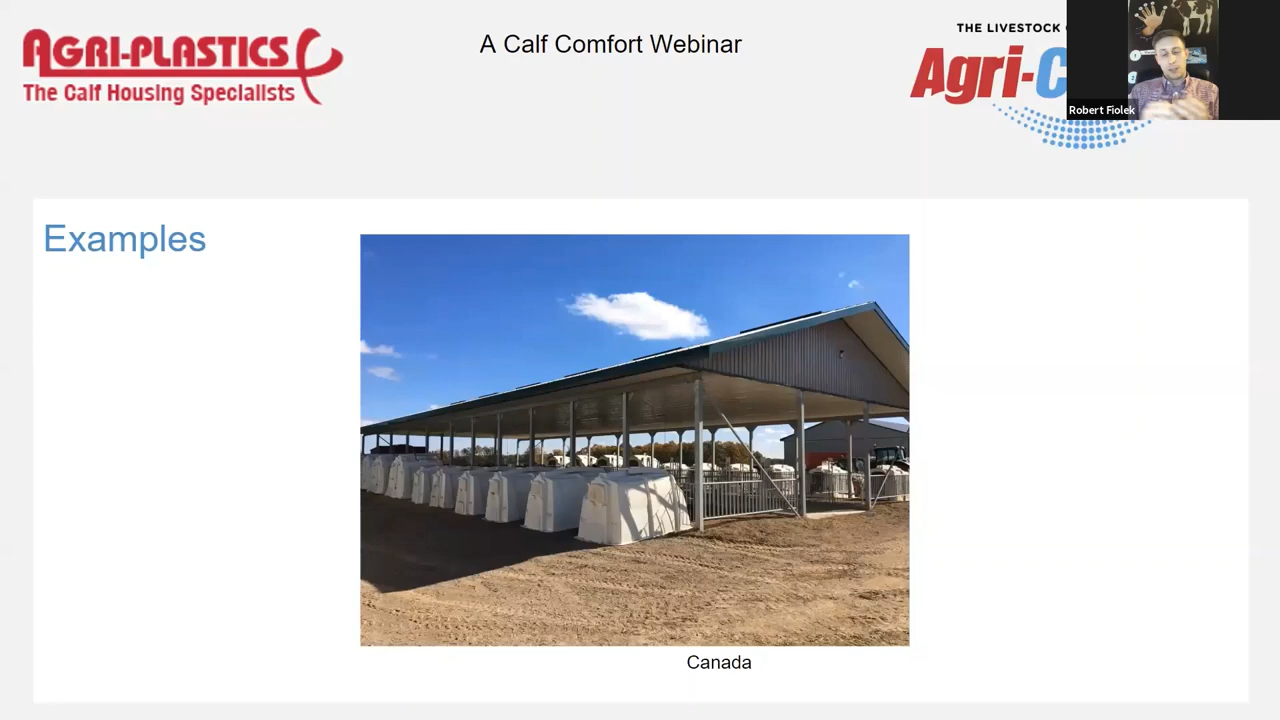 AGRI-PLASTICS
The Calf Housing Specialists
A Calf Comfort Webinar
THE LIVESTOCK
Agri-C
Robert Fiolek
Examples
Canada